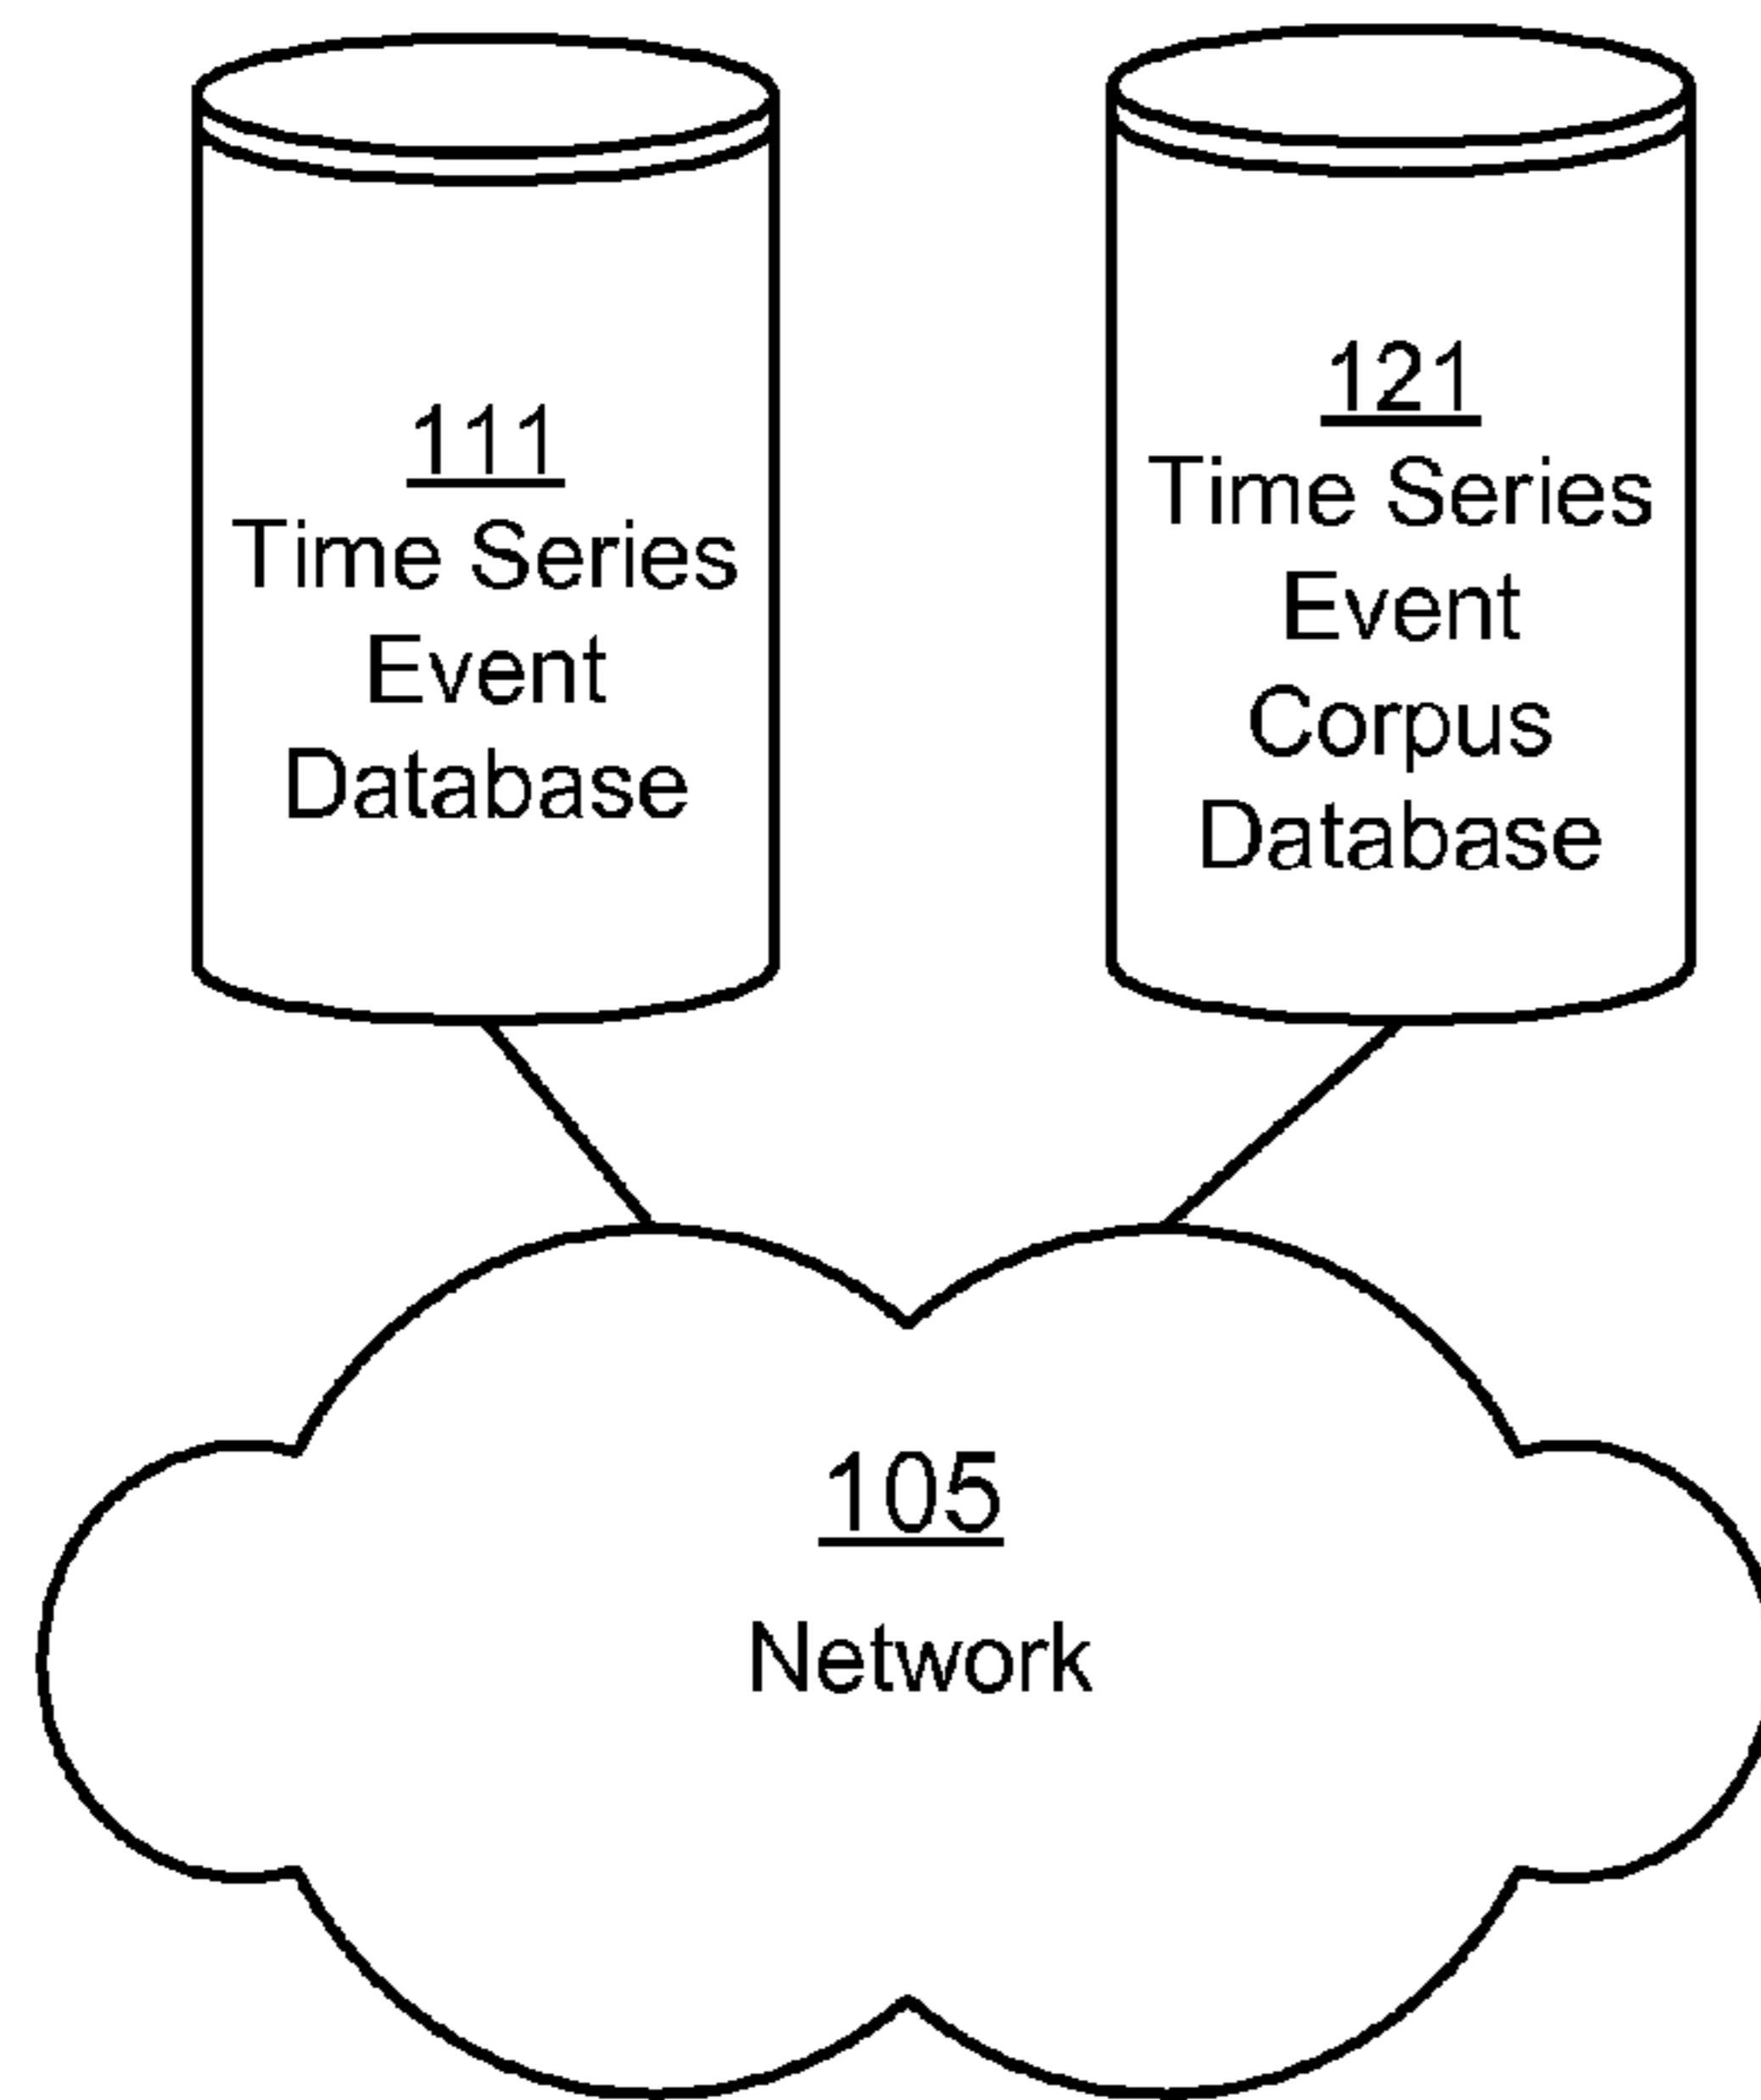 111
Time Series
Event
Database
121
Time Series
Event
Corpus
Database
105
Network